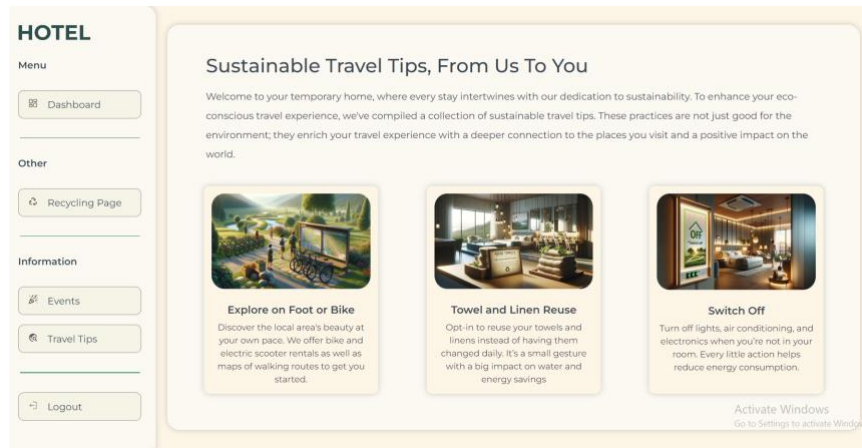 HOTEL
Menu
Dashboard
Other
Recycling Page
Information
Events
Travel Tips
Logout
Sustainable Travel Tips, From Us To You
Welcome to your temporary home, where every stay intertwines with our dedication to sustainability. To enhance your eco-
conscious travel experience, we've compiled a collection of sustainable travel tips. These practices are not just good for the
environment; they enrich your travel experience with a deeper connection to the places you visit and a positive impact on the
world.
Explore on Foot or Bike
Discover the local area's beauty at
your own pace. We offer bike and
electric scooter rentals as well as
maps of walking routes to get you
started.
Towel and Linen Reuse
Opt-in to reuse your towels and
linens instead of having them
changed daily. It's a small gesture
with a big impact on water and
energy savings
Off
Switch Off
Turn off lights, air conditioning, and
electronics when you're not in your
room. Every little action helps
reduce energy consumption.
Activate Windows
Go to Settings to activate